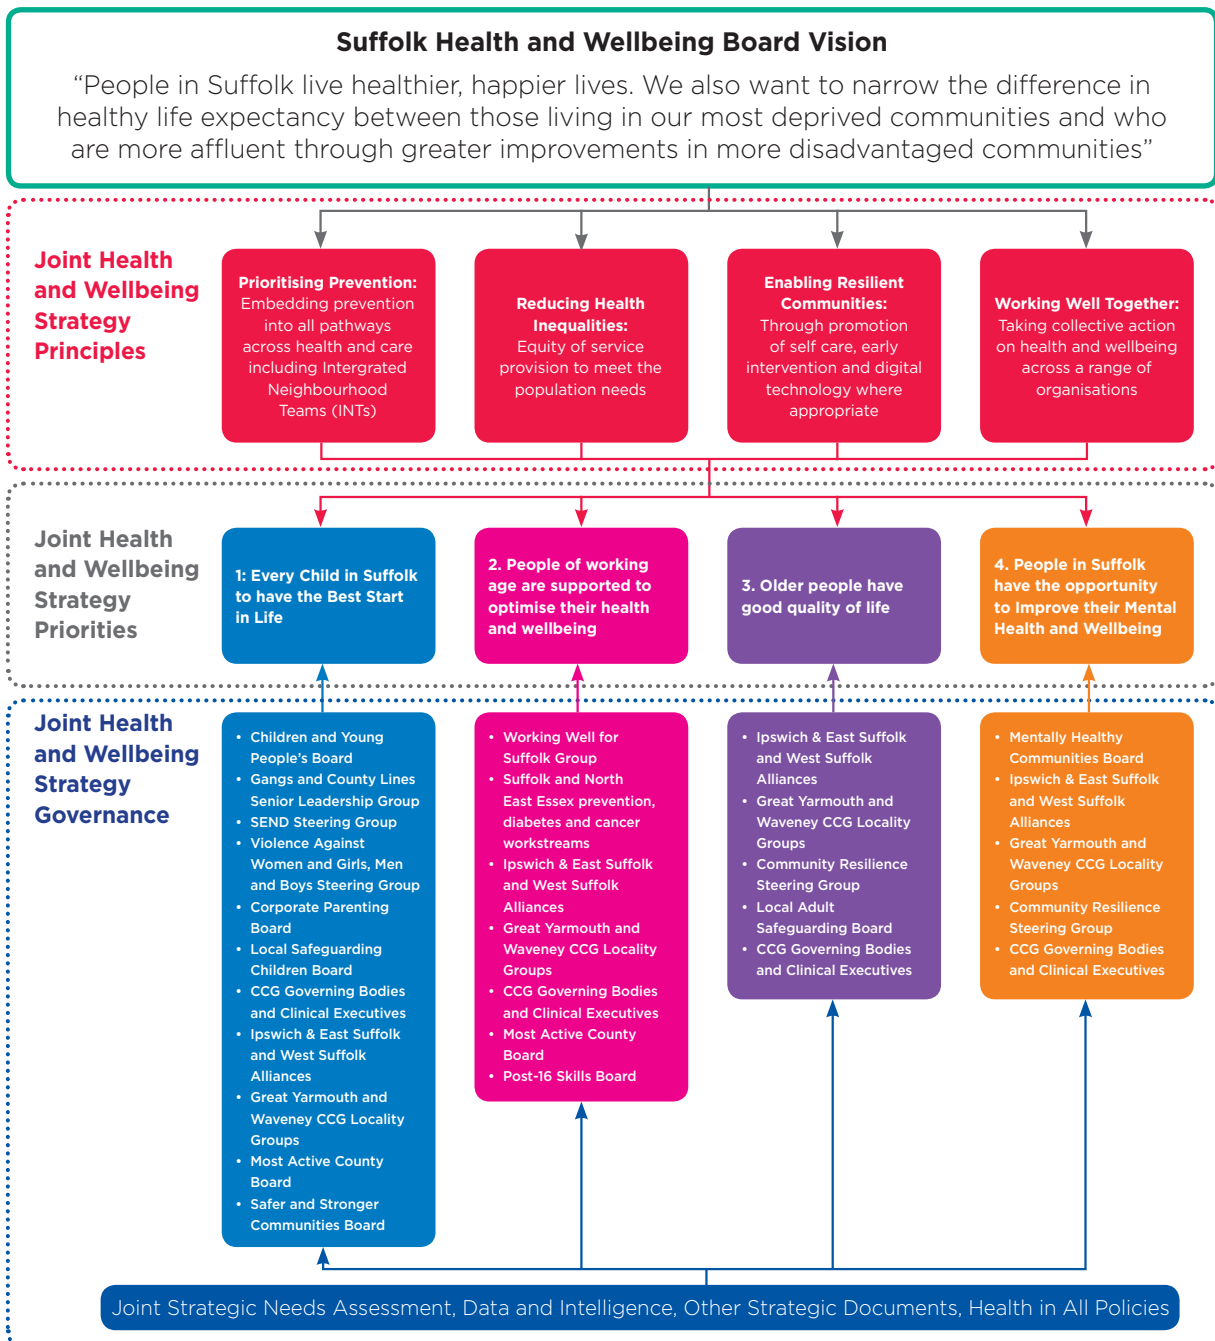 Suffolk Health and Wellbeing Board Vision
“People in Suffolk live healthier, happier lives. We also want to narrow the difference in
healthy life expectancy between those living in our most deprived communities and who
are more affluent through greater improvements in more disadvantaged communities”
Joint Health
and Wellbeing
Strategy
Principles
Prioritising Prevention:
Embedding prevention
into all pathways
across health and care
including Intergrated
Neighbourhood
Teams (INTs)
Reducing Health
Inequalities:
Equity of service
provision to meet the
population needs
Enabling Resilient
Communities:
Through promotion
of self care, early
intervention and digital
technology where
appropriate
Working Well Together:
Taking collective action
on health and wellbeing
across a range of
organisations
Joint Health
and Wellbeing
Strategy
Priorities
1: Every Child in Suffolk
to have the Best Start
in Life
2. People of working
age are supported to
optimise their health
and wellbeing
3. Older people have
good quality of life
4. People in Suffolk
have the opportunity
to Improve their Mental
Health and Wellbeing
Joint Health
and Wellbeing
Strategy
Governance
• Children and Young
People’s Board
• Gangs and County Lines
Senior Leadership Group
• SEND Steering Group
• Violence Against
Women and Girls, Men
and Boys Steering Group
• Corporate Parenting
Board
• Local Safeguarding
Children Board
• CCG Governing Bodies
and Clinical Executives
• Ipswich & East Suffolk
and West Suffolk
Alliances
• Great Yarmouth and
Waveney CCG Locality
Groups
• Most Active County
Board
• Safer and Stronger
Communities Board
• Working Well for
Suffolk Group
• Suffolk and North
East Essex prevention,
diabetes and cancer
workstreams
• Ipswich & East Suffolk
and West Suffolk
Alliances
• Great Yarmouth and
Waveney CCG Locality
Groups
• CCG Governing Bodies
and Clinical Executives
• Most Active County
Board
• Post-16 Skills Board
• Ipswich & East Suffolk
and West Suffolk
Alliances
• Great Yarmouth and
Waveney CCG Locality
Groups
• Community Resilience
Steering Group
• Local Adult
Safeguarding Board
• CCG Governing Bodies
and Clinical Executives
• Mentally Healthy
Communities Board
• Ipswich & East Suffolk
and West Suffolk
Alliances
• Great Yarmouth and
Waveney CCG Locality
Groups
• Community Resilience
Steering Group
• CCG Governing Bodies
and Clinical Executives
Joint Strategic Needs Assessment, Data and Intelligence, Other Strategic Documents, Health in All Policies